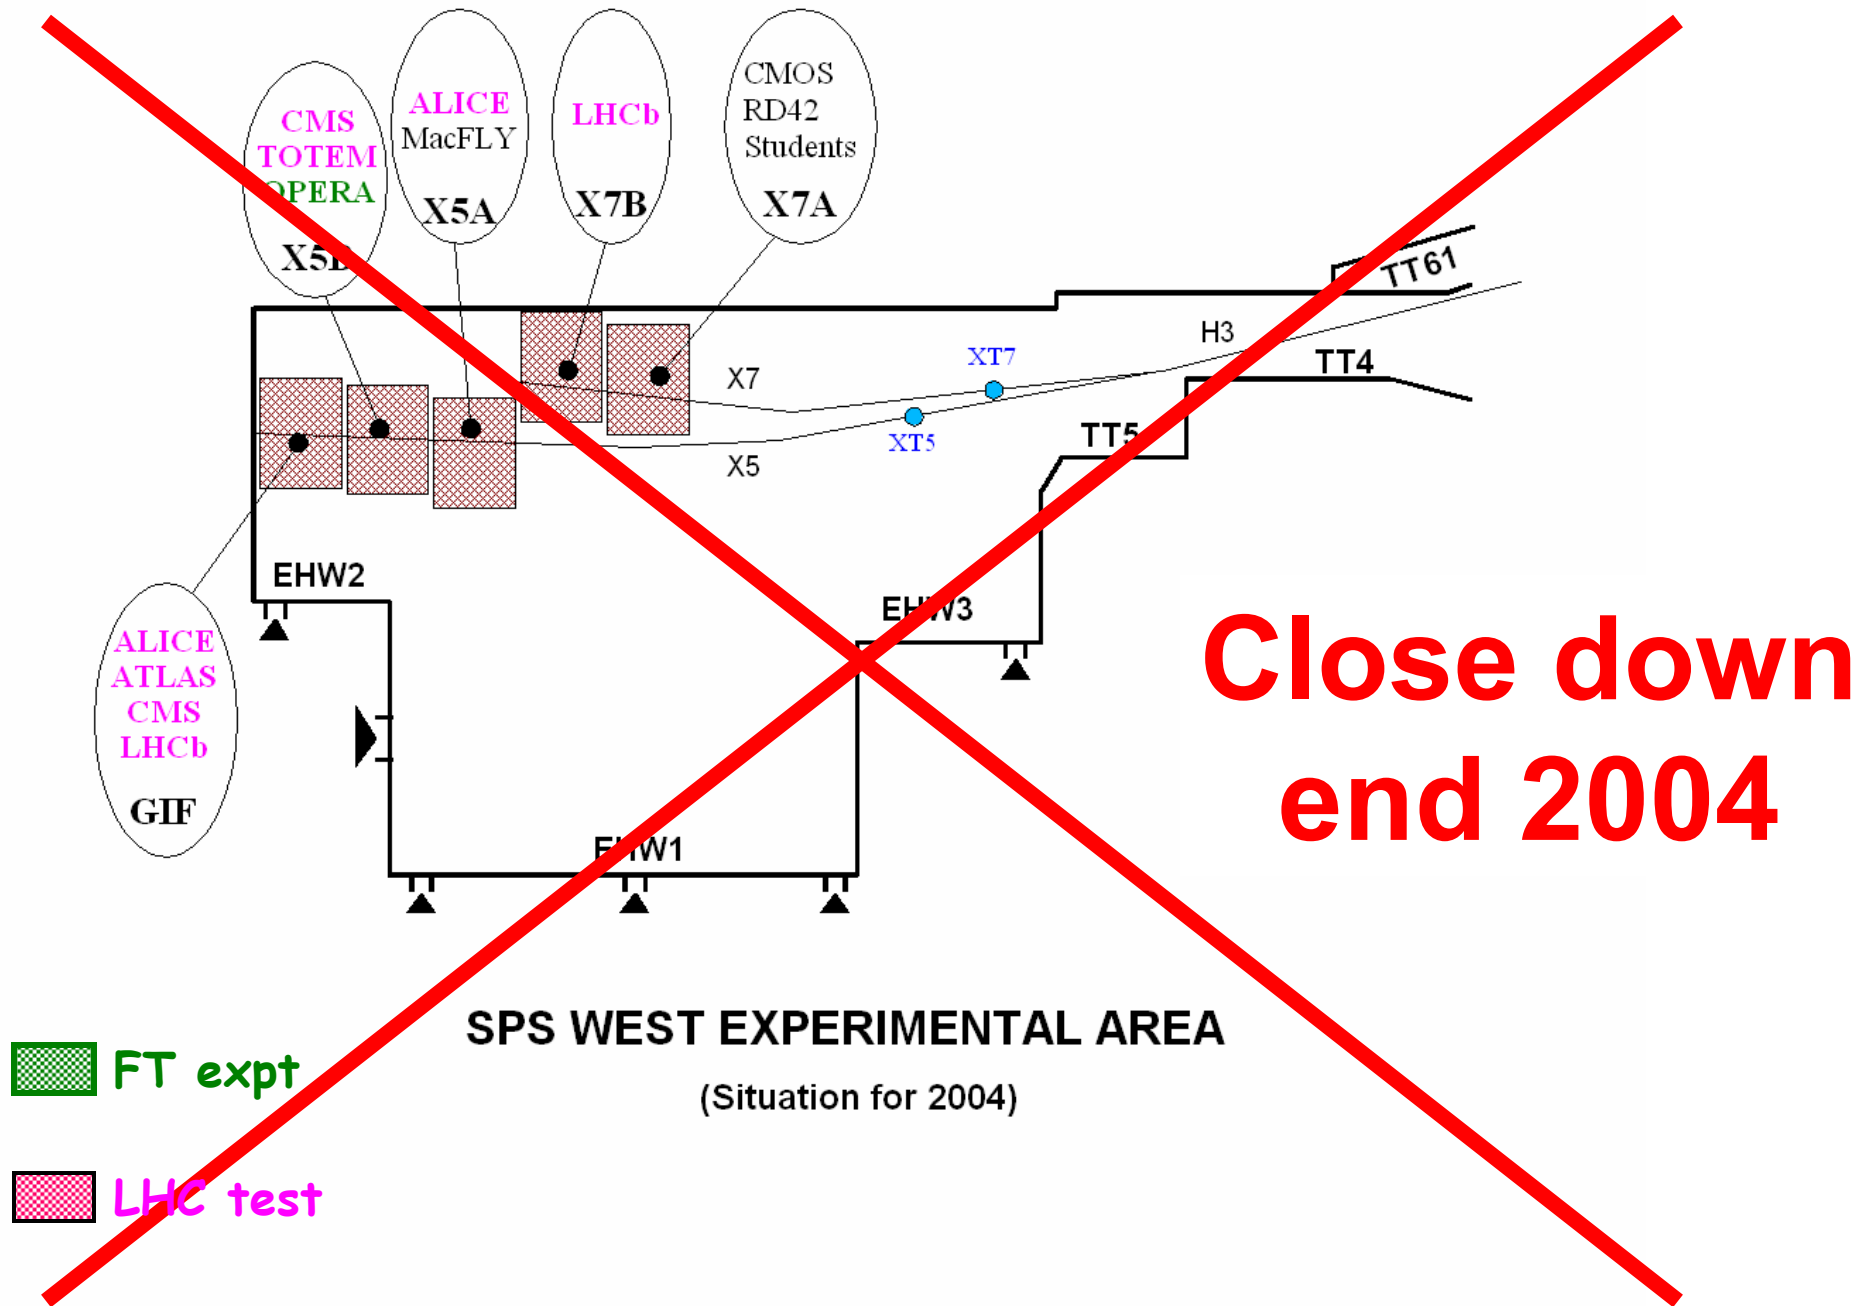 CMS
TOTEM
OPERA
X5B
ALICE
MacFLY
X5A
LHCb
X7B
CMOS
RD42
Students
X7A
TT61
H3
TT4
XT7
X7
XT5
TT5
X5
EHW2
EHW3
ALICE
ATLAS
CMS
LHCb
GIF
EHW1
Close down
end 2004
SPS WEST EXPERIMENTAL AREA
(Situation for 2004)
FT expt
LHC test